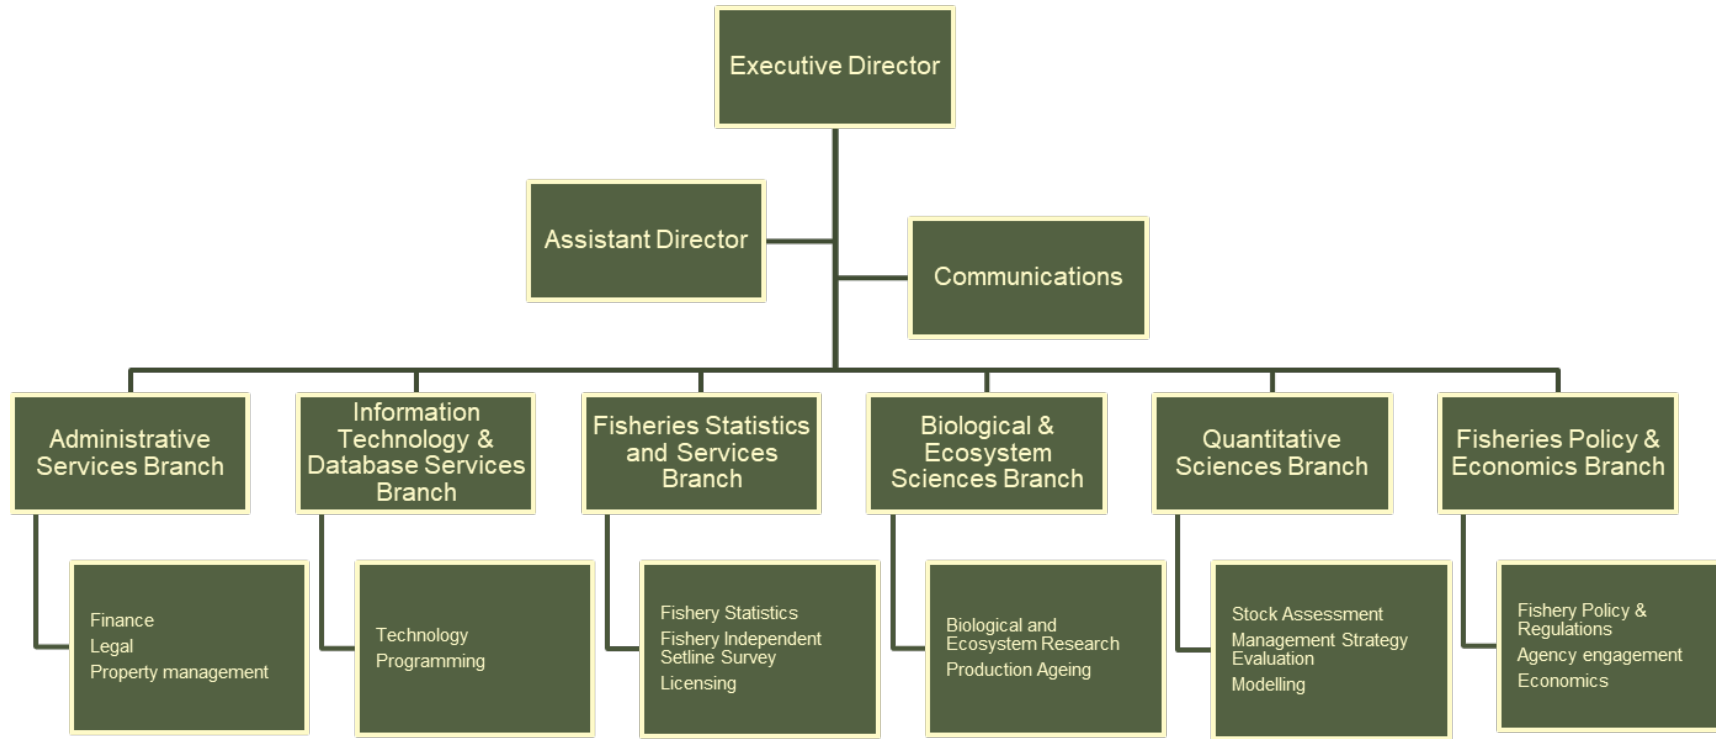 Executive Director
Assistant Director
Communications
Administrative
Services Branch
Information
Technology &
Database Services
Branch
Fisheries Statistics
and Services
Branch
Biological &
Ecosystem
Sciences Branch
Quantitative
Sciences Branch
Fisheries Policy &
Economics Branch
Finance
Legal
Property management
Technology
Programming
Fishery Statistics
Fishery Independent
Setline Survey
Licensing
Biological and
Ecosystem Research
Production Ageing
Stock Assessment
Management Strategy
Evaluation
Modelling
Fishery Policy &
Regulations
Agency engagement
Economics